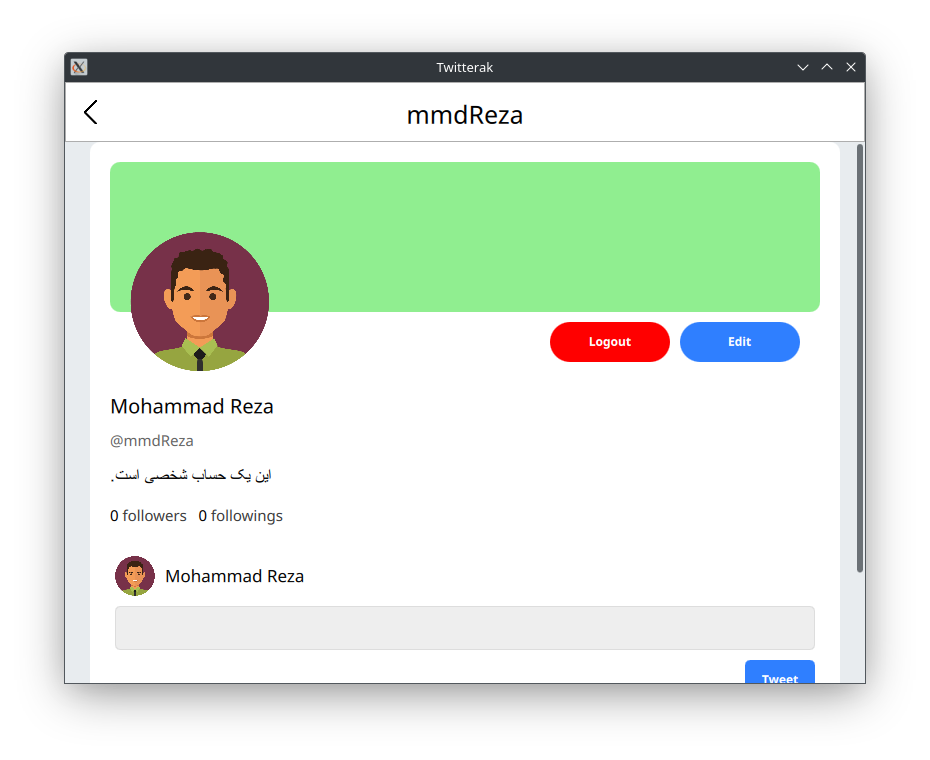 Twitterak
mmdReza
Logout
Edit
Mohammad Reza
@mmdReza
این یک حساب شخصی است.
0 followers 0 followings
Mohammad Reza
Tweet